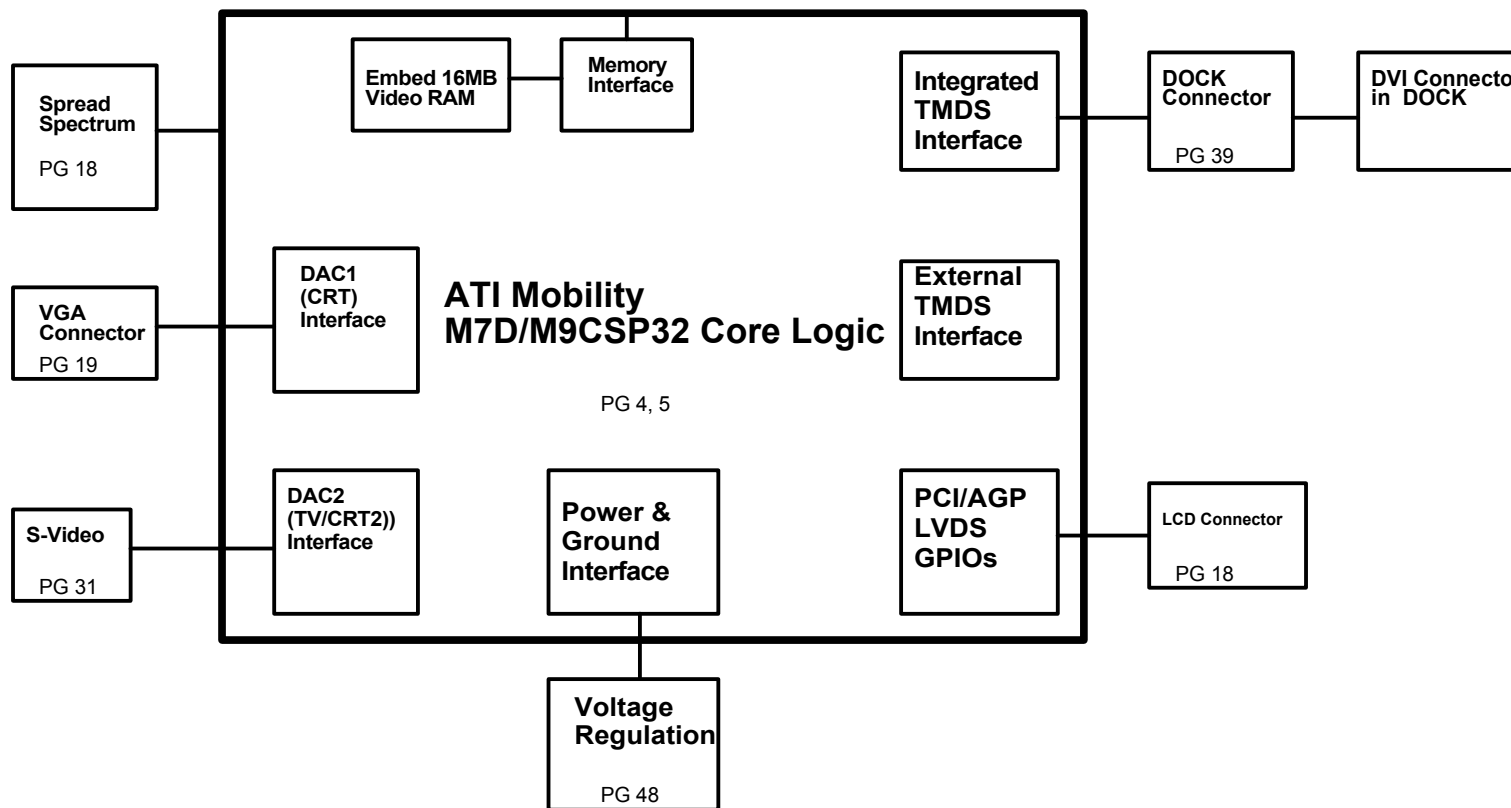 Embed 16MB
Video RAM
Memory
Interface
Integrated
TMDS
Interface
DOCK
Connector
PG 39
DVI Connecto
in DOCK
Spread
Spectrum
PG 18
VGA
Connector
PG 19
DAC1
(CRT)
Interface
ATI Mobility
M7D/M9CSP32 Core Logic
PG 4, 5
External
TMDS
Interface
S-Video
PG 31
DAC2
(TV/CRT2))
Interface
Power &
Ground
Interface
PCI/AGP
LVDS
GPIOs
LCD Connector
PG 18
Voltage
Regulation
PG 48